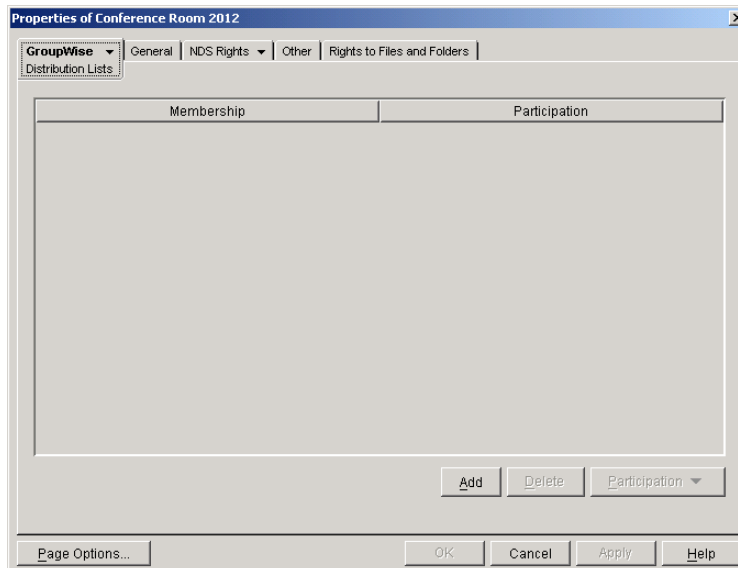 Properties of Conference Room 2012
GroupWise General NDS Rights Other Rights to Files and Folders
Distribution Lists
Membership Participation
Add Delete Participation
Page Options... OK Cancel Apply Help